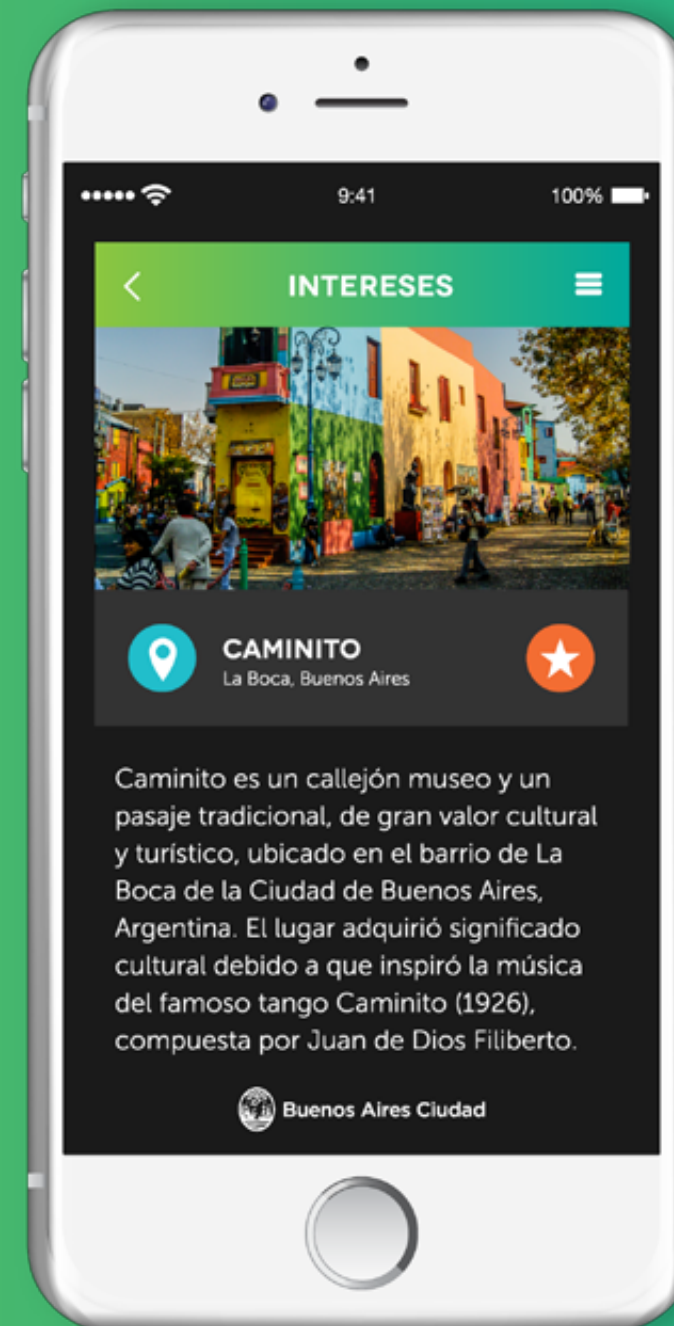 9:41
100%
INTERESES
CAMINITO
La Boca, Buenos Aires
Caminito es un callejón museo y un
pasaje tradicional, de gran valor cultural
y turístico, ubicado en el barrio de La
Boca de la Ciudad de Buenos Aires,
Argentina. El lugar adquirió significado
cultural debido a que inspiró la música
del famoso tango Caminito (1926),
compuesta por Juan de Dios Filiberto.
Buenos Aires Ciudad